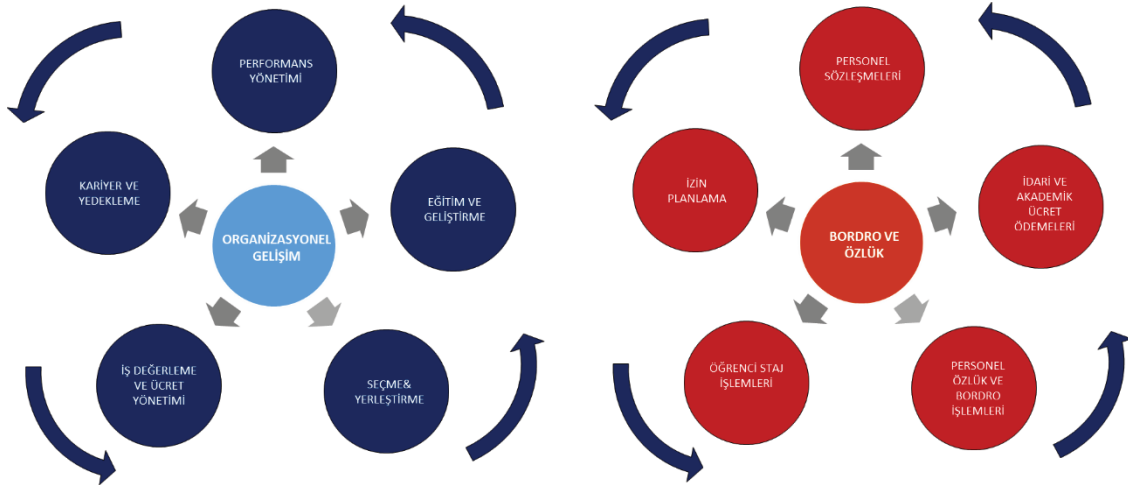 PERFORMANS
YÖNETİMİ
KARİYER VE
YEDEKLEME
EĞİTİM VE
GELİŞTİRME
ORGANİZASYONEL
GELİŞİM
İŞ DEĞERLEME
VE ÜCRET
YÖNETİMİ
SEÇME&
YERLEŞTİRME
PERSONEL
SÖZLEŞMELERİ
İZİN
PLANLAMA
İDARİ VE
AKADEMİK
ÜCRET
ÖDEMELERİ
BORDRO VE
ÖZLÜK
ÖĞRENCİ STAJ
İŞLEMLERİ
PERSONEL
ÖZLÜK VE
BORDRO
İŞLEMLERİ